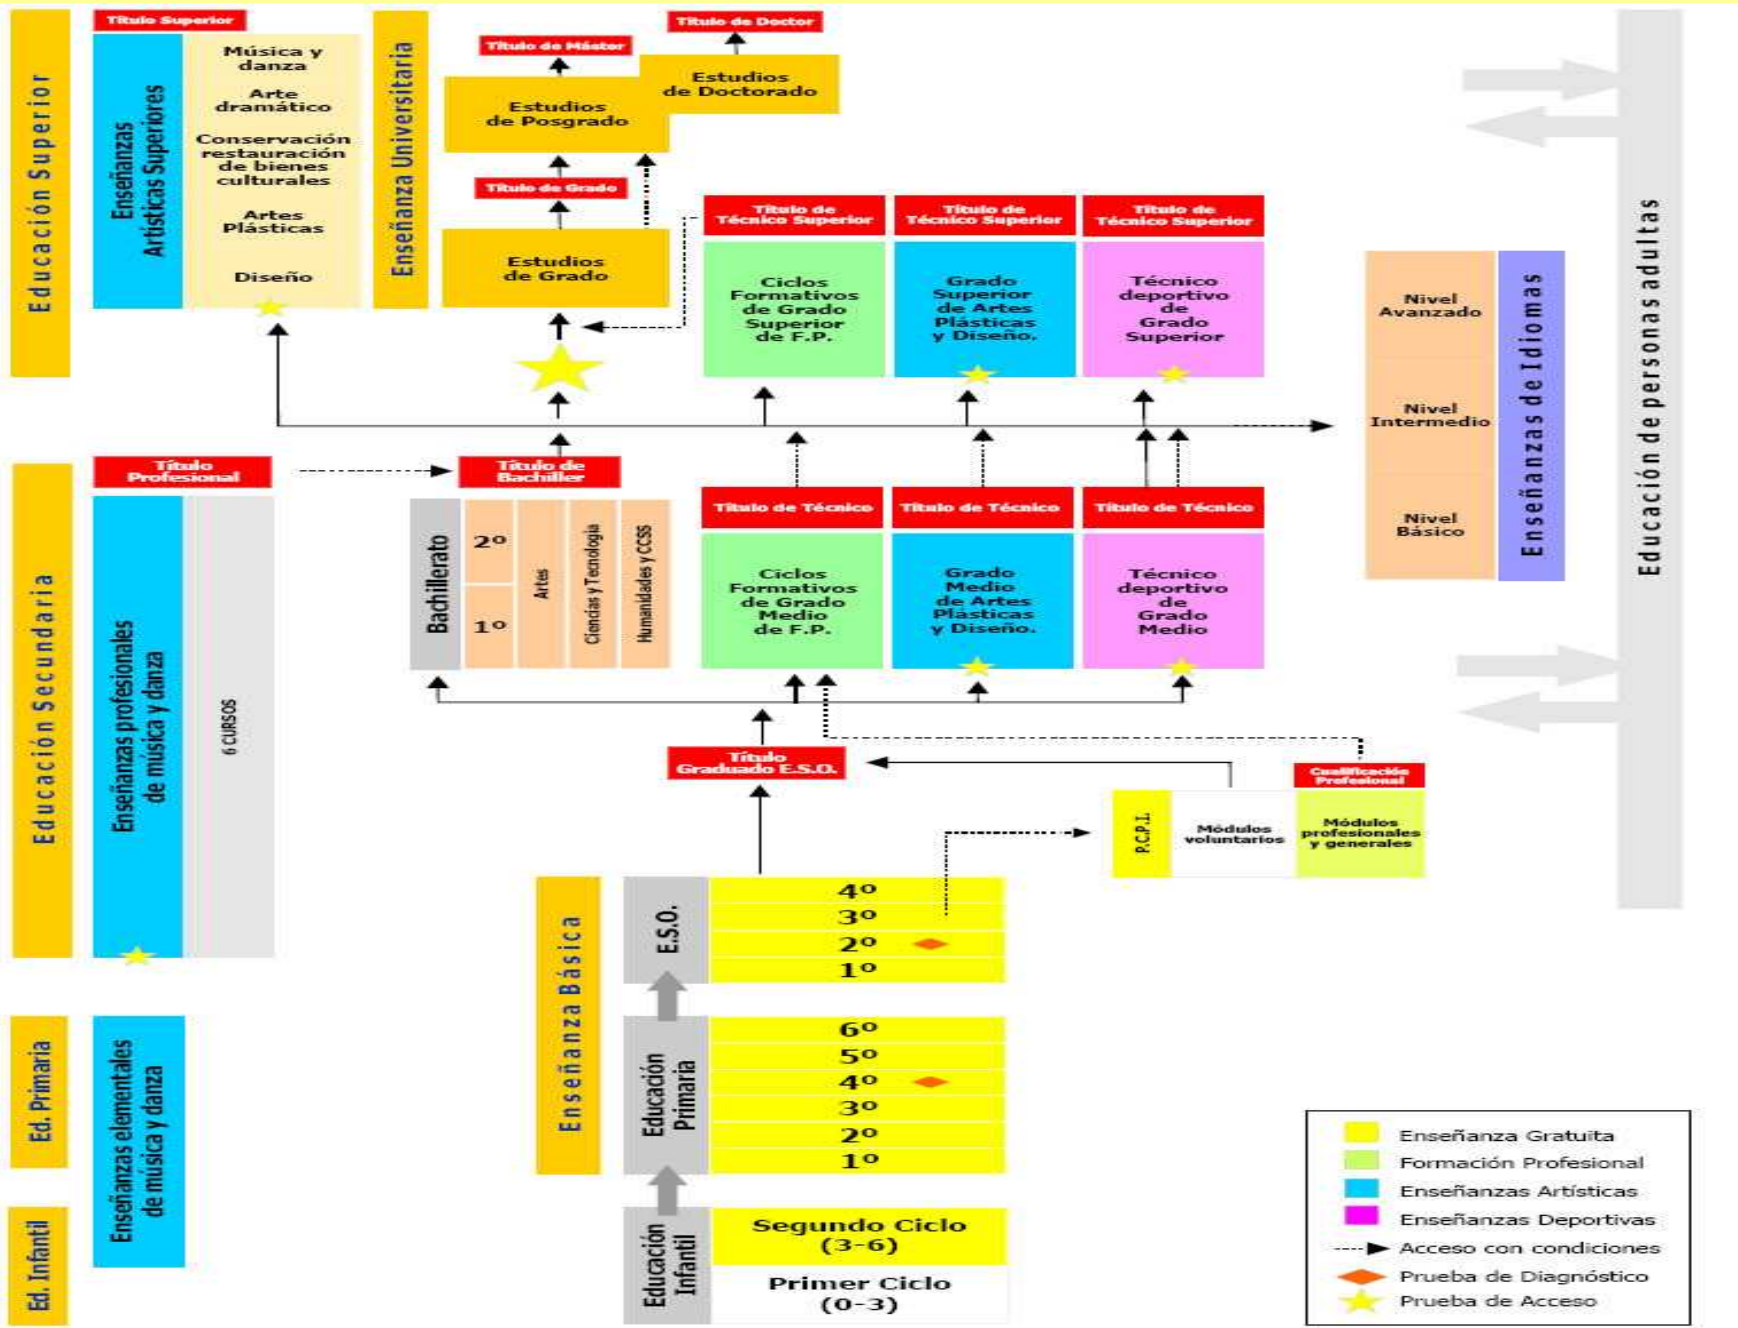 Educación Superior
Título Superior
Enseñanzas
Artísticas Superiores
Música y
danza
Arte
dramático
Conservación
restauración
de bienes
culturales
Artes
Plásticas
Diseño
Enseñanza Universitaria
Título de Máster
Título de Doctor
Estudios
de Posgrado
Estudios
de Doctorado
Título de Grado
Estudios
de Grado
Título de
Técnico Superior
Título de
Técnico Superior
Título de
Técnico Superior
Ciclos
Formativos
de Grado
Superior
de F.P.
Grado
Superior
de Artes
Plásticas
y Diseño.
Técnico
deportivo
de
Grado
Superior
Nivel
Avanzado
Nivel
Intermedio
Nivel
Básico
Enseñanzas de Idiomas
Educación de personas adultas
Educación Secundaria
Título
Profesional
Enseñanzas profesionales
de música y danza
6 CURSOS
Título de
Bachiller
Bachillerato
2º
1º
Artes
Ciencias y Tecnología
Humanidades y CCSS
Título de Técnico
Título de Técnico
Título de Técnico
Ciclos
Formativos
de Grado
Medio
de F.P.
Grado
Medio
de Artes
Plásticas
y Diseño.
Técnico
deportivo
de
Grado
Medio
Título
Graduado E.S.O.
Cualificación
Profesional
P.C.P.I.
Módulos
voluntarios
Módulos
profesionales
y generales
Enseñanza Básica
E.S.O.
4º
3º
2º
1º
Ed. Primaria
Enseñanzas elementales
de música y danza
Educación
Primaria
6º
5º
4º
3º
2º
1º
Ed. Infantil
Educación
Infantil
Segundo Ciclo
(3-6)
Primer Ciclo
(0-3)
Enseñanza Gratuita
Formación Profesional
Enseñanzas Artísticas
Enseñanzas Deportivas
Acceso con condiciones
Prueba de Diagnóstico
Prueba de Acceso